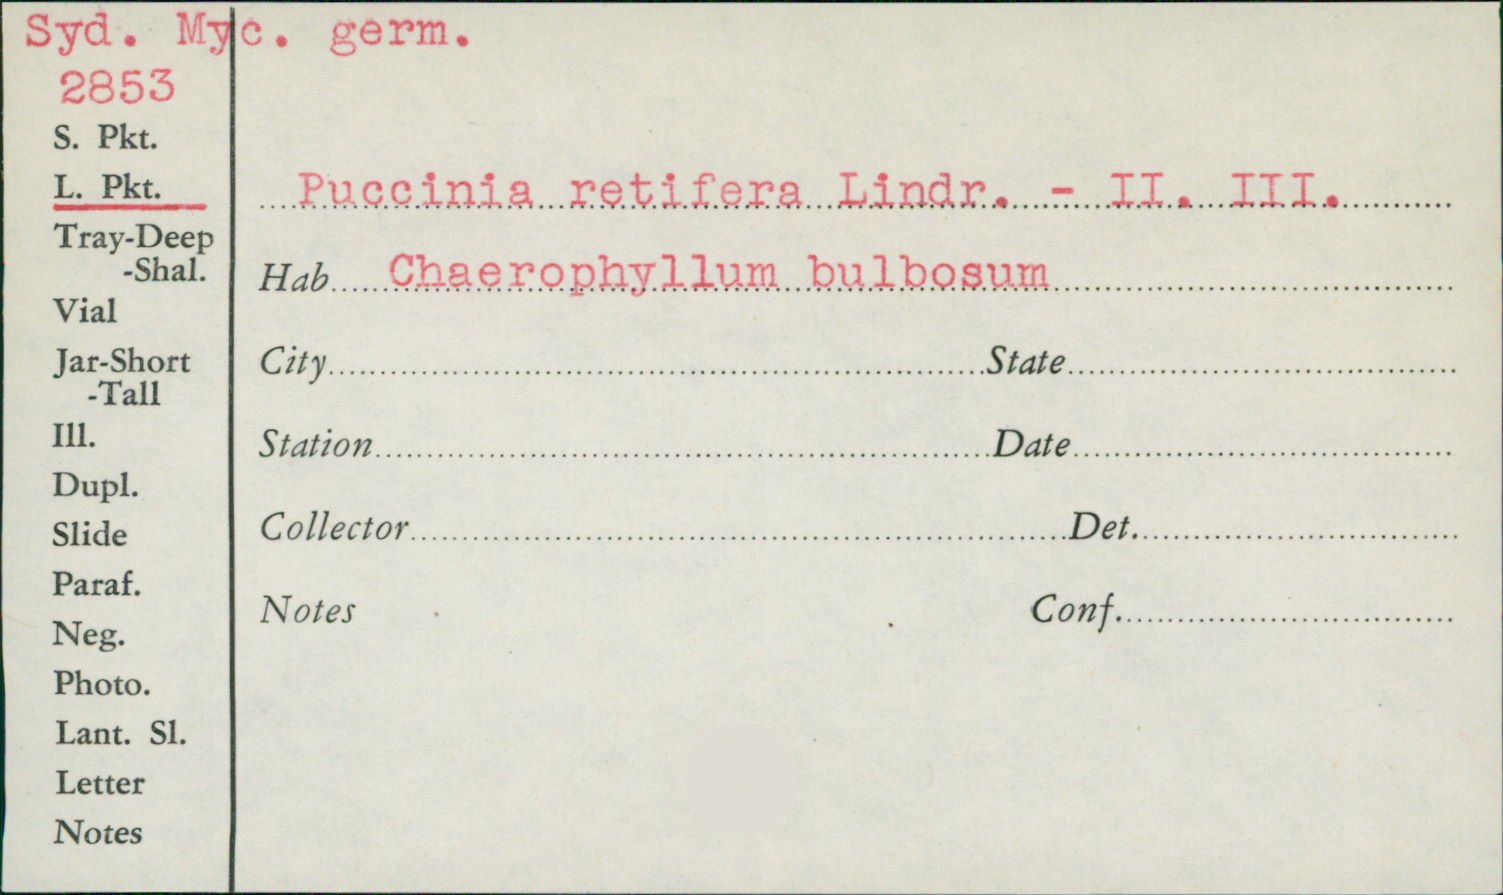 Syd. Myc. germ.
2853
S. Pkt.
L. Pkt.
Tray-Deep
-Shal.
Vial
Jar-Short
-Tall
Ill.
Dupl.
Slide
Paraf.
Neg.
Photo.
Lant. Sl.
Letter
Notes
Puccinia retifera Lindr. - II. III.
Hab Chaerophyllum bulbosum
City State
Station Date
Collector Det.
Notes Conf.